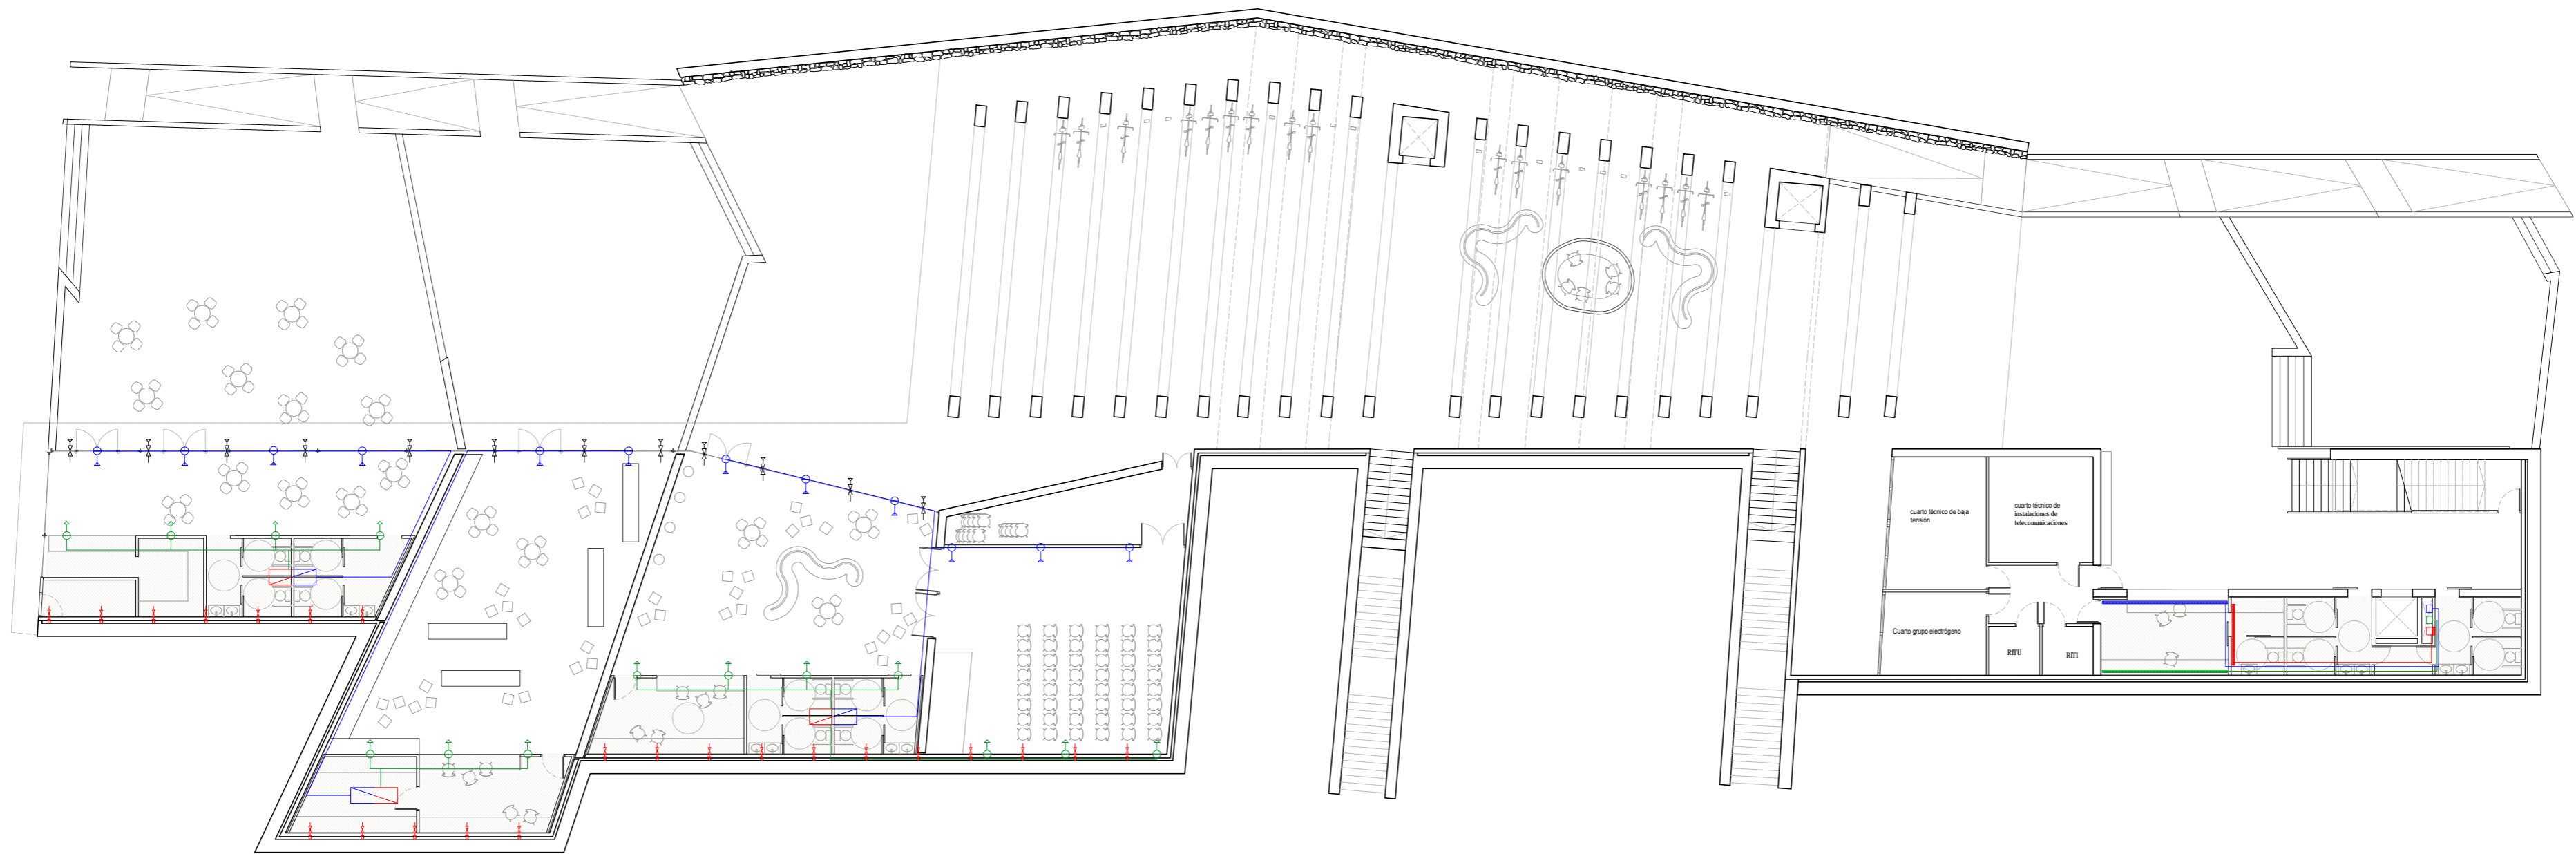 cuarto técnico de baja
tensión
cuarto técnico de
instalaciones de
telecomunicaciones
Cuarto grupo electrógeno
RITU
RITI